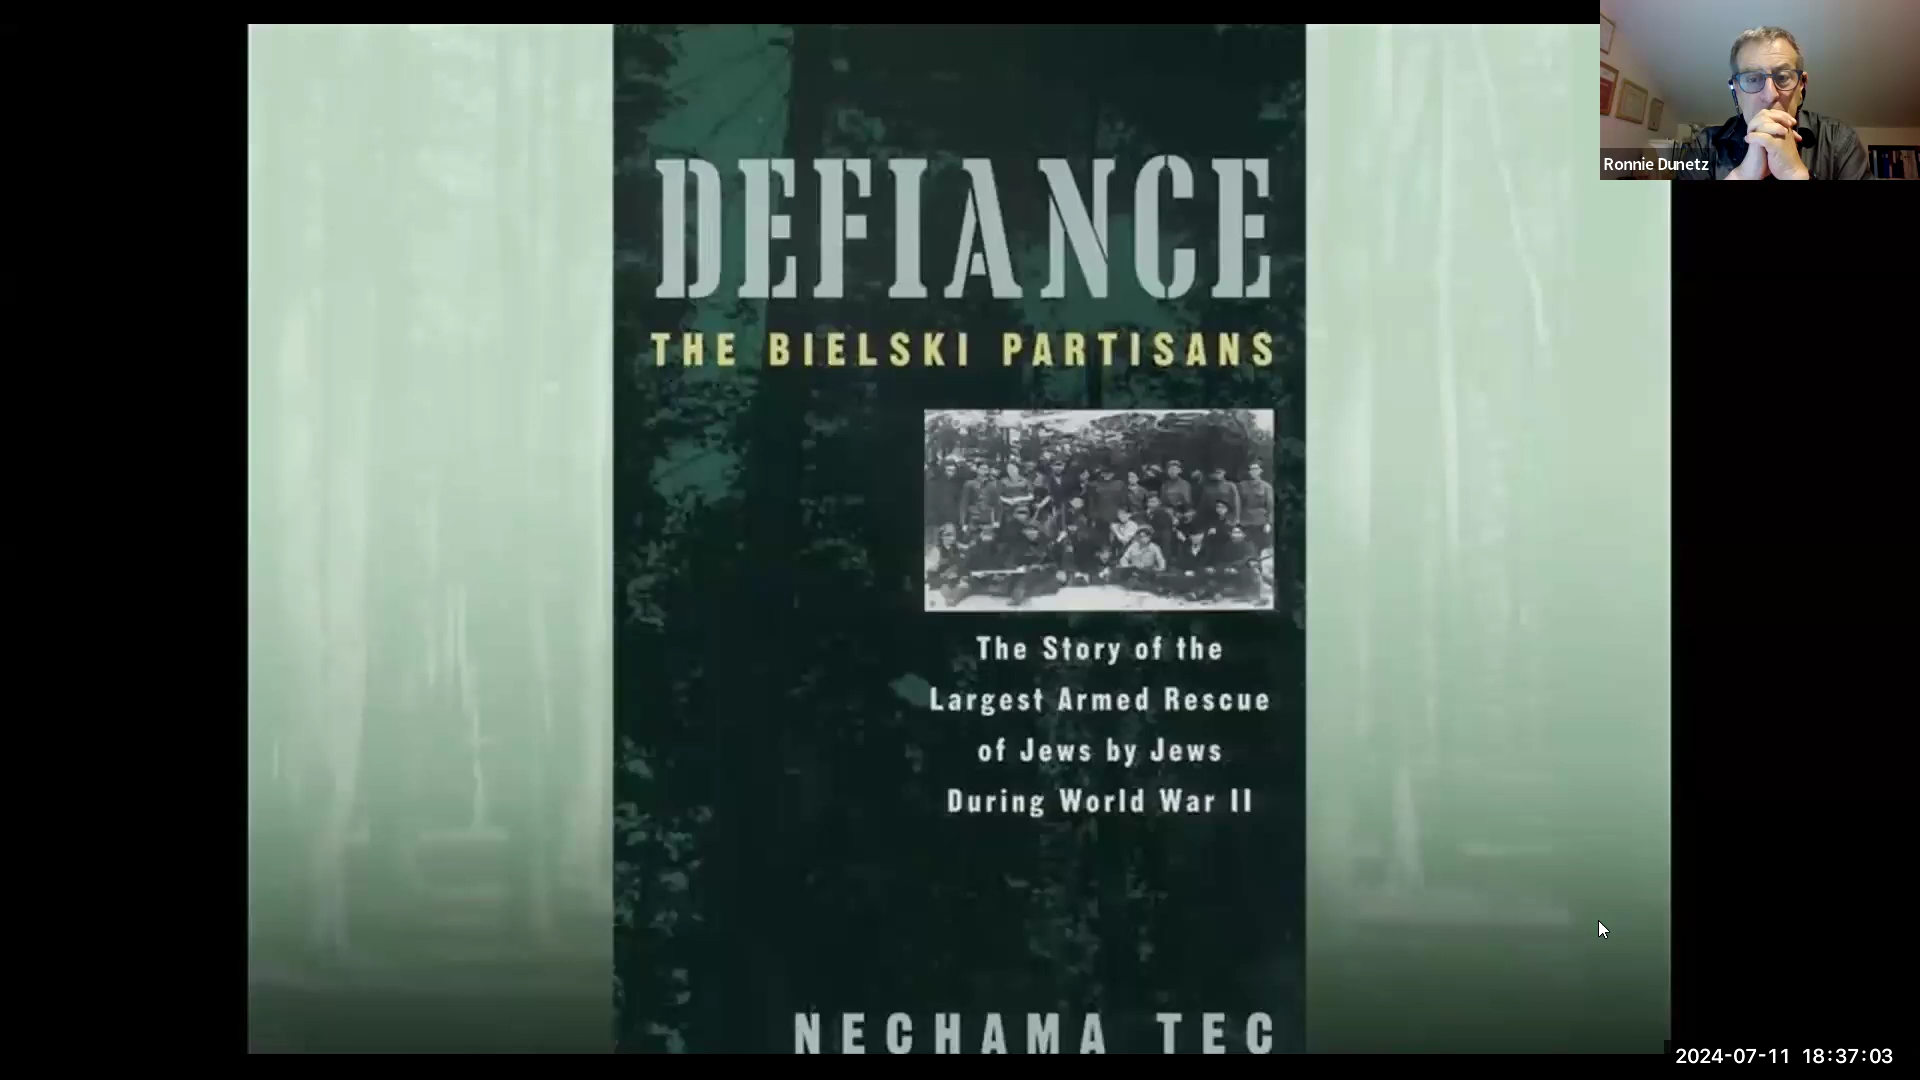 DEFIANCE
THE BIELSKI PARTISANS
The Story of the
Largest Armed Rescue
of Jews by Jews
During World War II
NECHAMA TEC
Ronnie Dunetz
2024-07-11 18:37:03